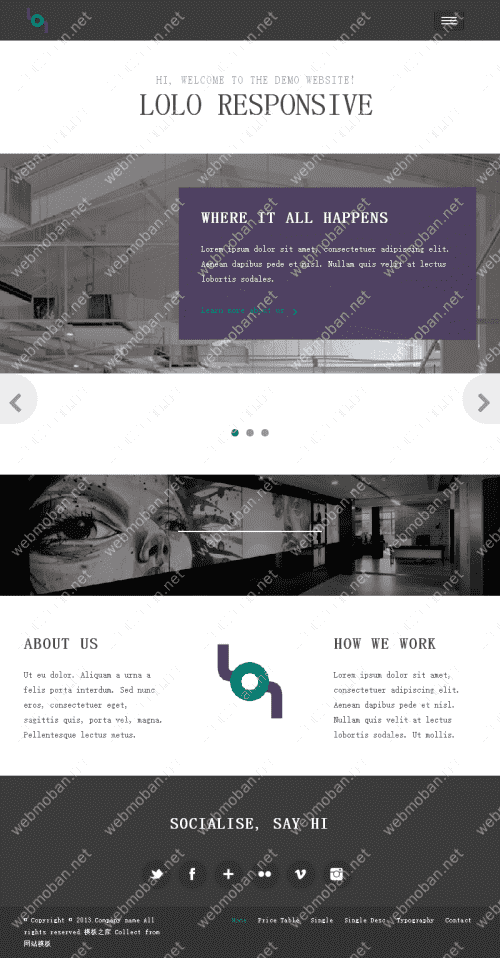 HI, WELCOME TO THE DEMO WEBSITE!
LOLO RESPONSIVE
WHERE IT ALL HAPPENS
Lorem ipsum dolor sit amet, consectetuer adipiscing elit.
Aenean dapibus pede et nisl. Nullam quis velit at lectus
lobortis sodales.
Learn more about us
ABOUT US
Ut eu dolor. Aliquam a urna a
felis porta interdum. Sed nunc
eros, consectetuer eget,
sagittis quis, porta vel, magna.
Pellentesque lectus metus.
HOW WE WORK
Lorem ipsum dolor sit amet,
consectetuer adipiscing elit.
Aenean dapibus pede et nisl.
Nullam quis velit at lectus
lobortis sodales. Ut mollis.
SOCIALISE, SAY HI
Copyright © 2013.Company name All
rights reserved.模板之家 Collect from
网站模板
Home Price Table Single Single Desc. Typography Contact
webmoban.net